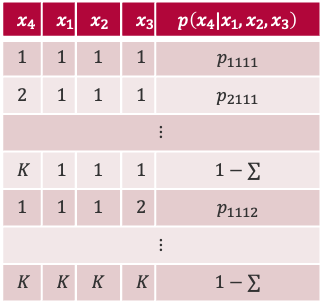 x₄ x₁ x₂ x₃ p(x₄|x₁, x₂, x₃)
1 1 1 1 p₁₁₁₁
2 1 1 1 p₂₁₁₁
⋮
K 1 1 1 1 − ∑
1 1 1 2 p₁₁₁₂
⋮
K K K K 1 − ∑